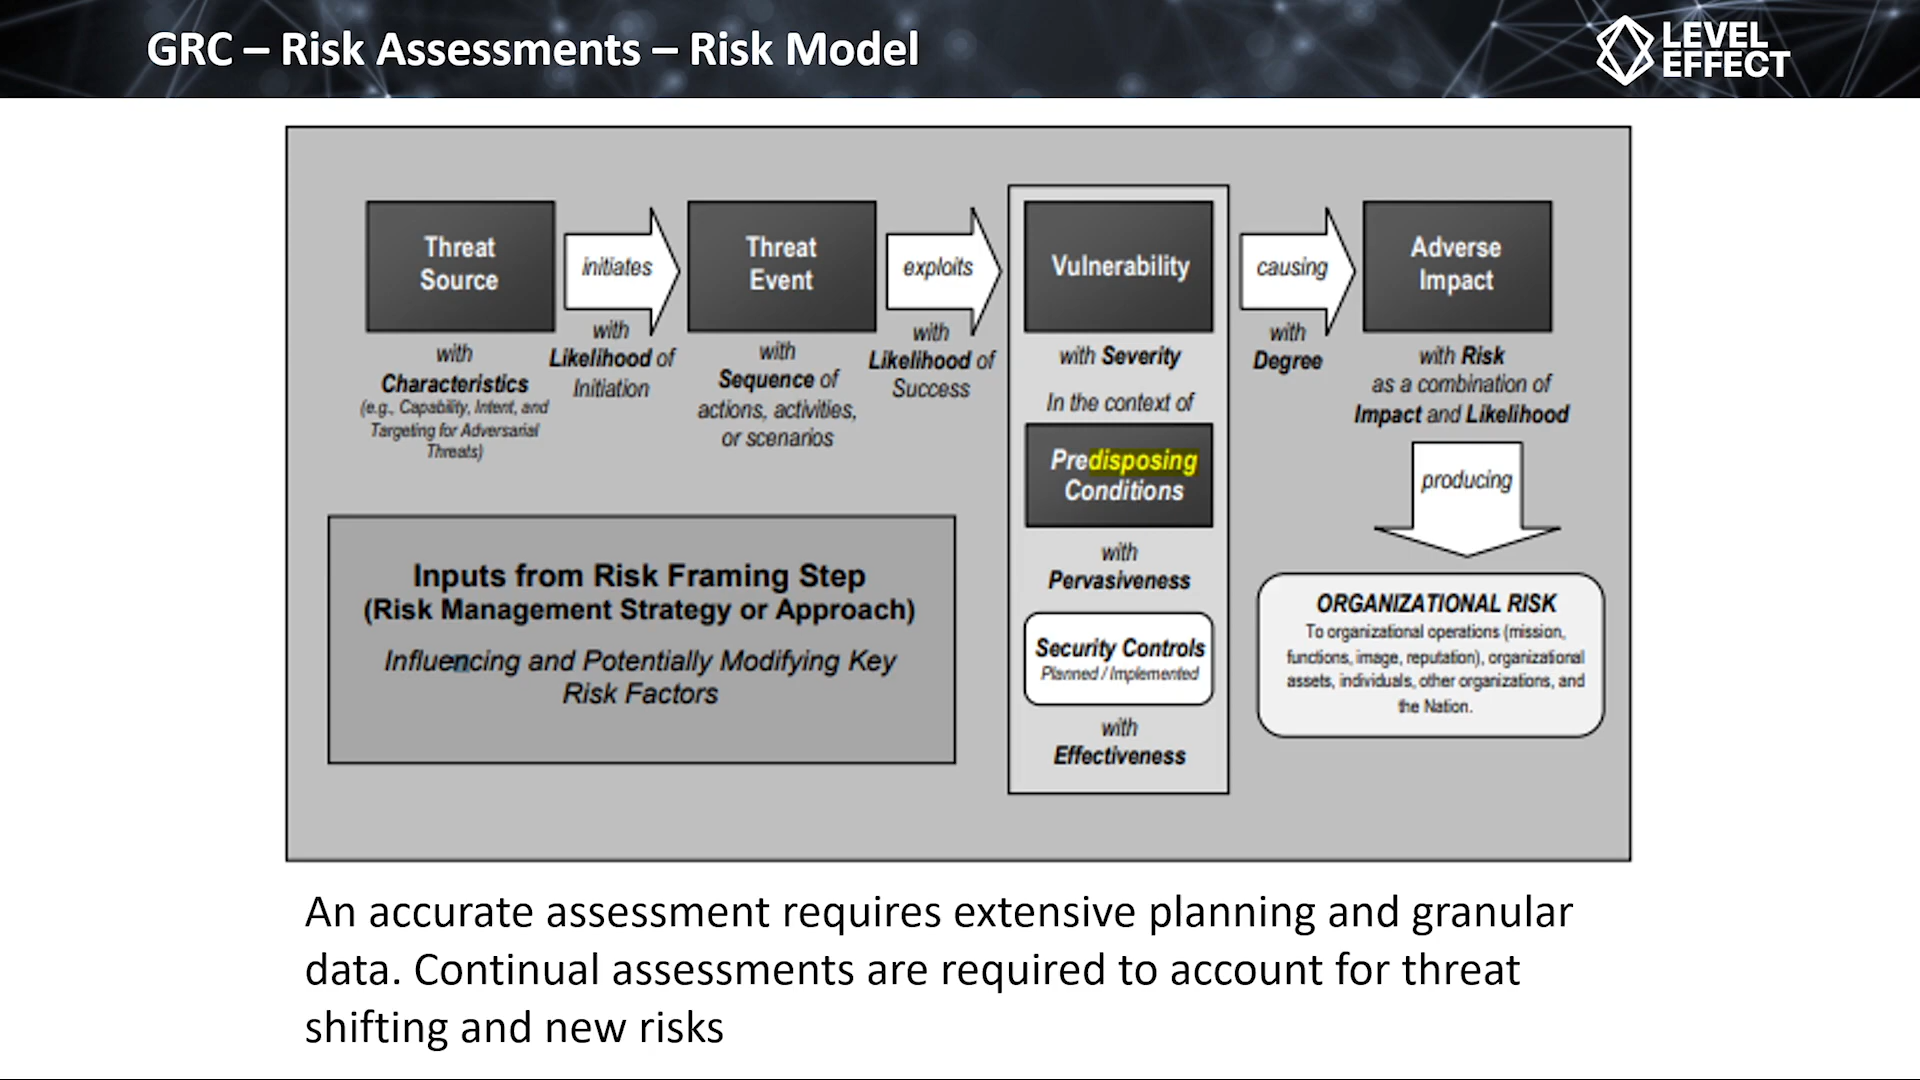 GRC – Risk Assessments – Risk Model
LEVEL
EFFECT
Threat
Source
initiates
Threat
Event
exploits
Vulnerability
causing
Adverse
Impact
with
Characteristics
(e.g., Capability, Intent, and
Targeting for Adversarial
Threats)
with
Likelihood of
Initiation
with
Sequence of
actions, activities,
or scenarios
with
Likelihood of
Success
with Severity
In the context of
Predisposing
Conditions
with
Pervasiveness
Security Controls
Planned / Implemented
with
Effectiveness
with
Degree
with Risk
as a combination of
Impact and Likelihood
producing
ORGANIZATIONAL RISK
To organizational operations (mission,
functions, image, reputation), organizational
assets, individuals, other organizations, and
the Nation.
Inputs from Risk Framing Step
(Risk Management Strategy or Approach)
Influencing and Potentially Modifying Key
Risk Factors
An accurate assessment requires extensive planning and granular
data. Continual assessments are required to account for threat
shifting and new risks